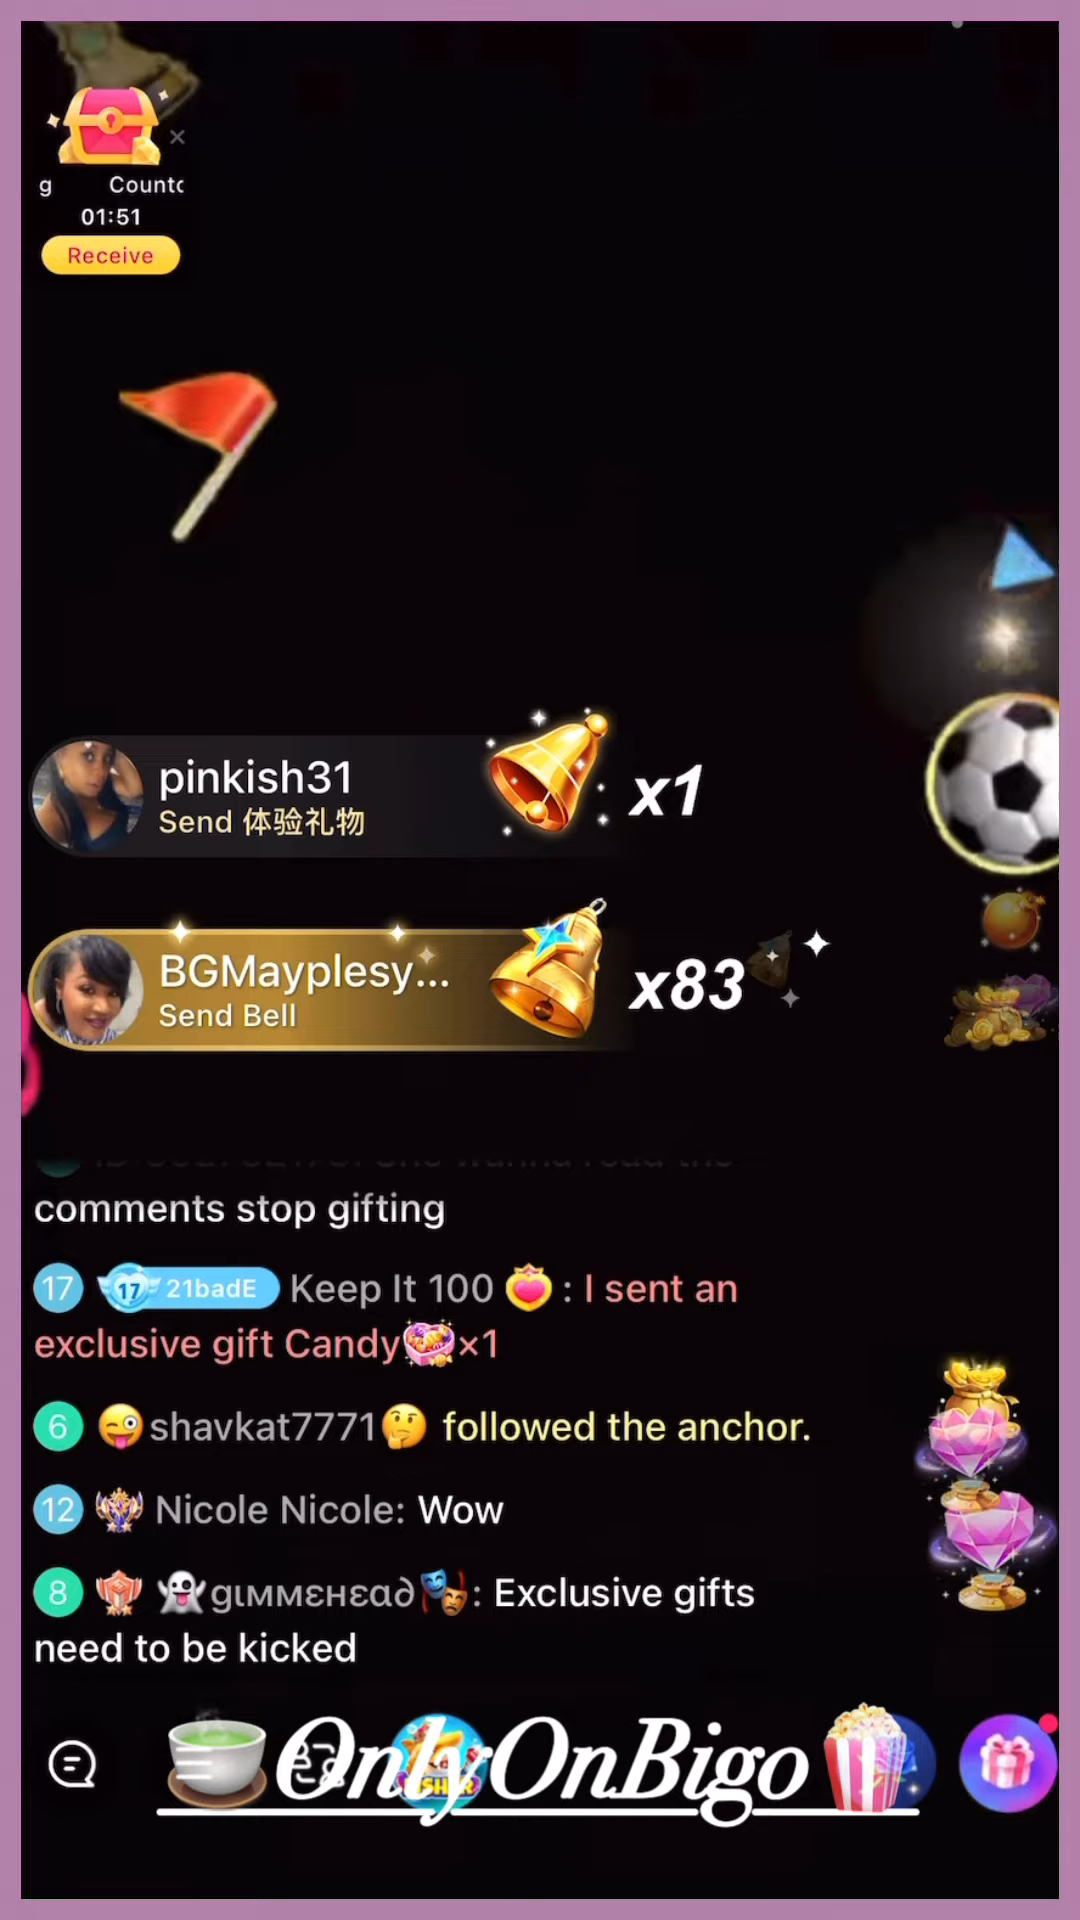 g Countc
01:51
Receive
pinkish31
Send 体验礼物
x1
BGMayplesy...
Send Bell
x83
comments stop gifting
17 17 21badE Keep It 100 : I sent an
exclusive gift Candy ×1
6 shavkat7771 followed the anchor.
12 Nicole Nicole: Wow
8 gιммεнεα∂ : Exclusive gifts
need to be kicked
OnlyOnBigo